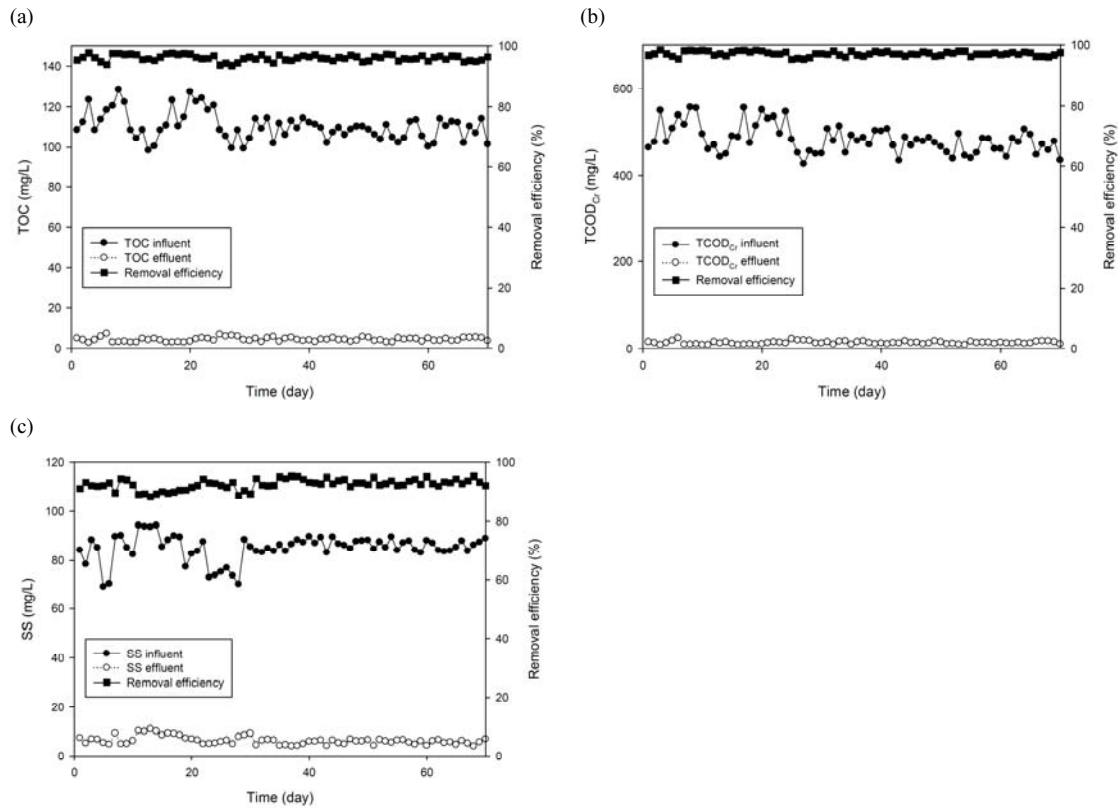 (a)
TOC (mg/L)
140
120
100
80
60
40
20
0
TOC influent
TOC effluent
Removal efficiency
0 20 40 60
Time (day)
100
80
60
40
20
0
Removal efficiency (%)
(b)
TCODCr (mg/L)
600
400
200
0
TCODCr influent
TCODCr effluent
Removal efficiency
0 20 40 60
Time (day)
100
80
60
40
20
0
Removal efficiency (%)
(c)
SS (mg/L)
120
100
80
60
40
20
0
SS influent
SS effluent
Removal efficiency
0 20 40 60
Time (day)
100
80
60
40
20
0
Removal efficiency (%)